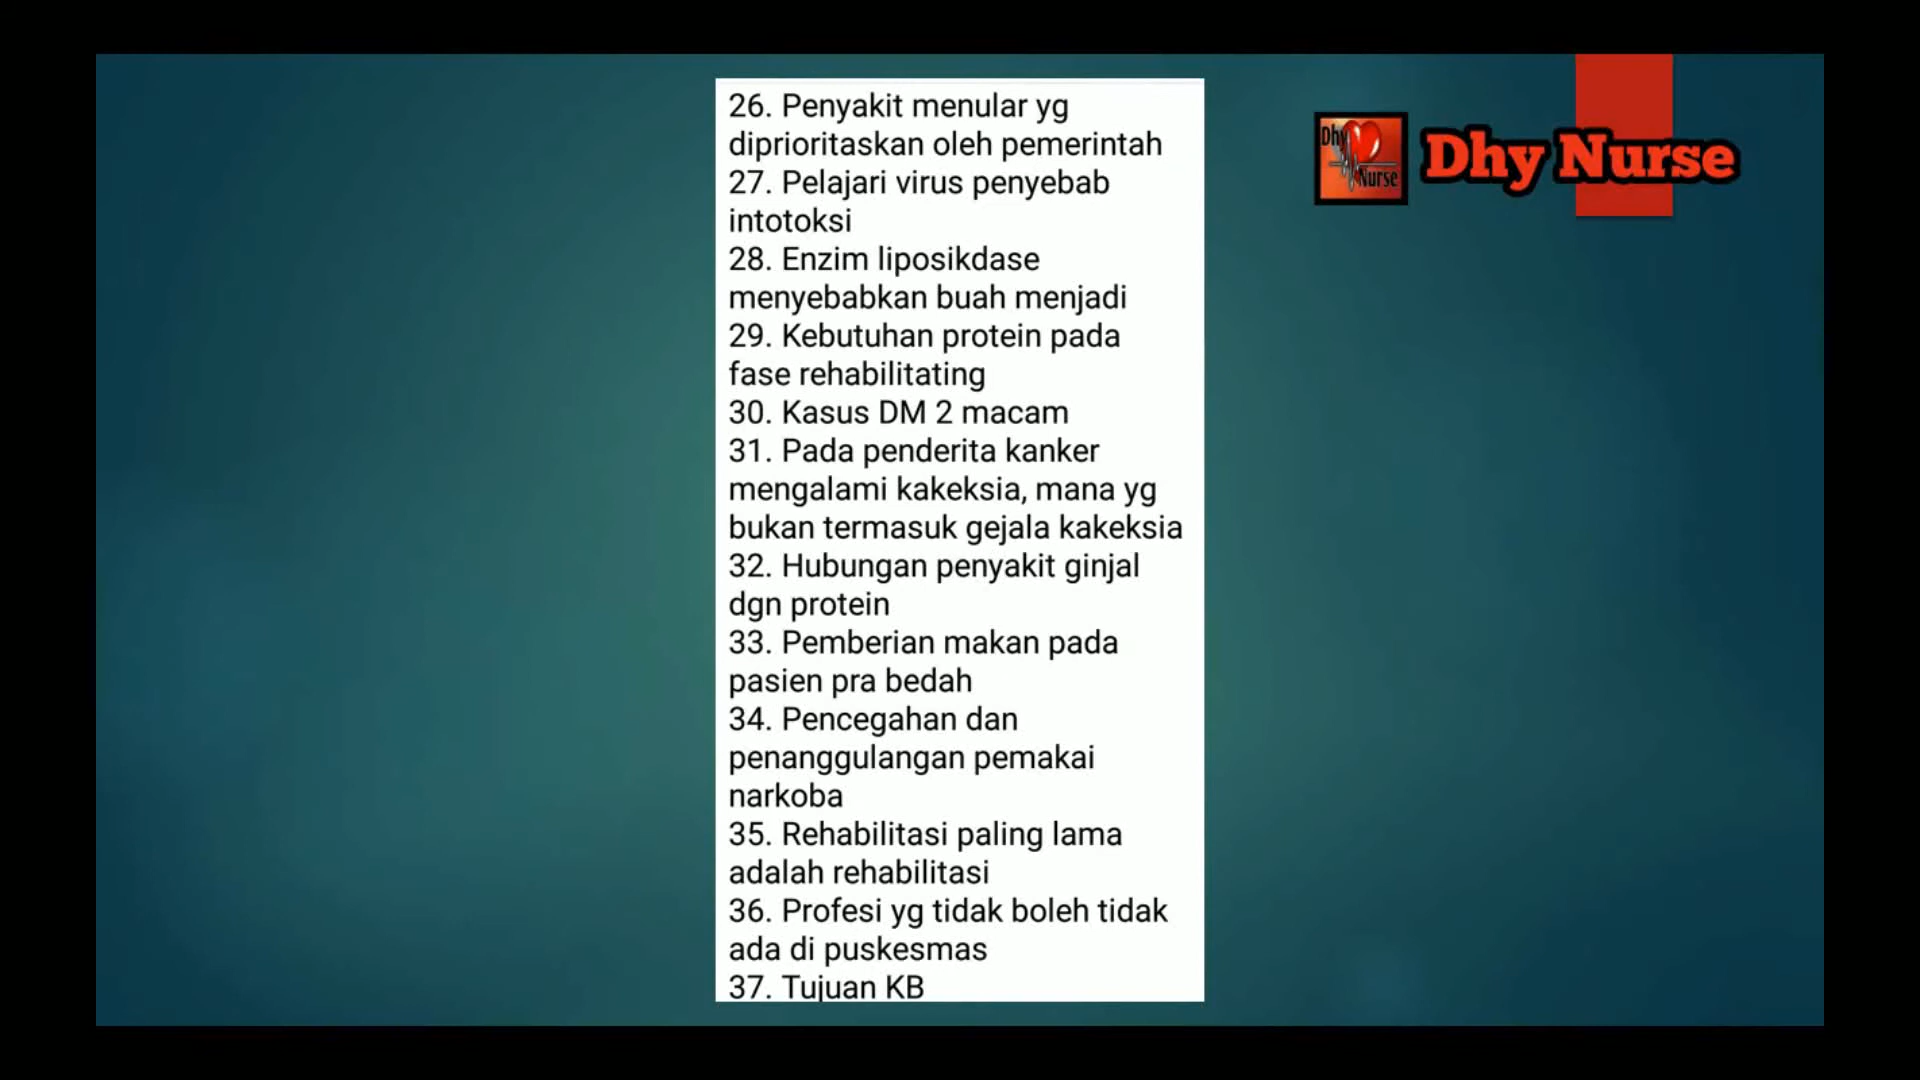 26. Penyakit menular yg
diprioritaskan oleh pemerintah
27. Pelajari virus penyebab
intotoksi
28. Enzim liposikdase
menyebabkan buah menjadi
29. Kebutuhan protein pada
fase rehabilitating
30. Kasus DM 2 macam
31. Pada penderita kanker
mengalami kakeksia, mana yg
bukan termasuk gejala kakeksia
32. Hubungan penyakit ginjal
dgn protein
33. Pemberian makan pada
pasien pra bedah
34. Pencegahan dan
penanggulangan pemakai
narkoba
35. Rehabilitasi paling lama
adalah rehabilitasi
36. Profesi yg tidak boleh tidak
ada di puskesmas
37. Tujuan KB
Dhy
Nurse
Dhy Nurse